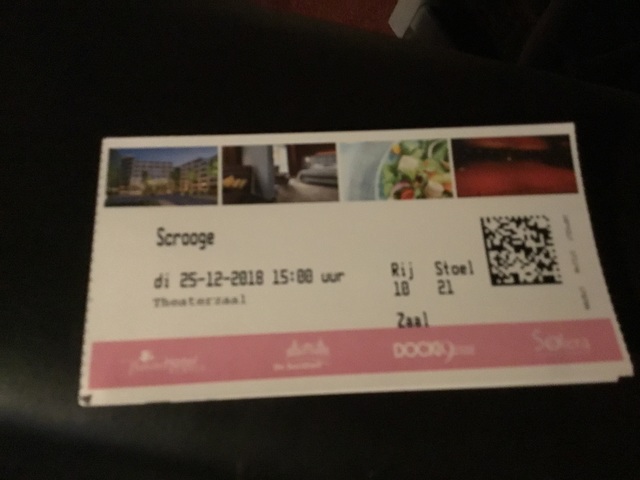 Scrooge
di 25-12-2018 15:00 uur
Theaterzaal
Rij Stoel
10 21
Zaal